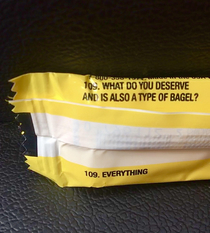 109. WHAT DO YOU DESERVE
AND IS ALSO A TYPE OF BAGEL?
109. EVERYTHING